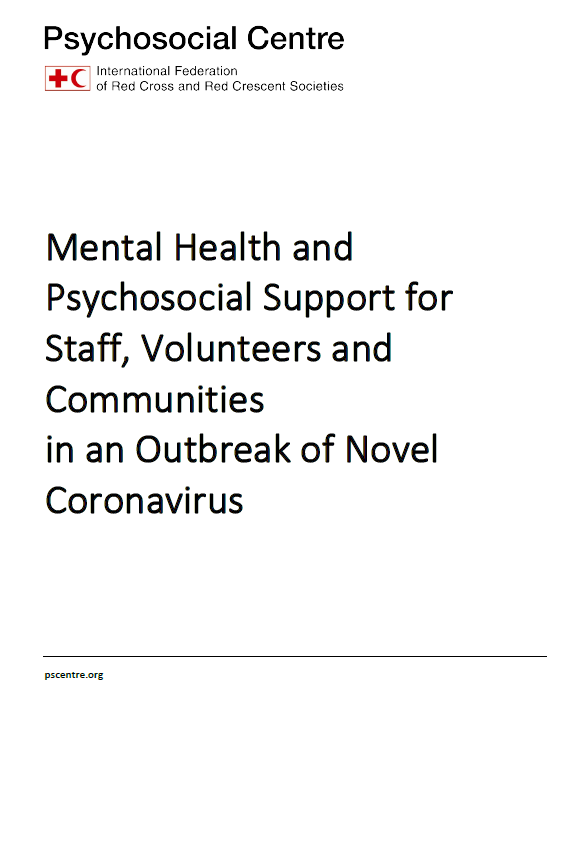 Psychosocial Centre
International Federation
of Red Cross and Red Crescent Societies
Mental Health and
Psychosocial Support for
Staff, Volunteers and
Communities
in an Outbreak of Novel
Coronavirus
pscentre.org